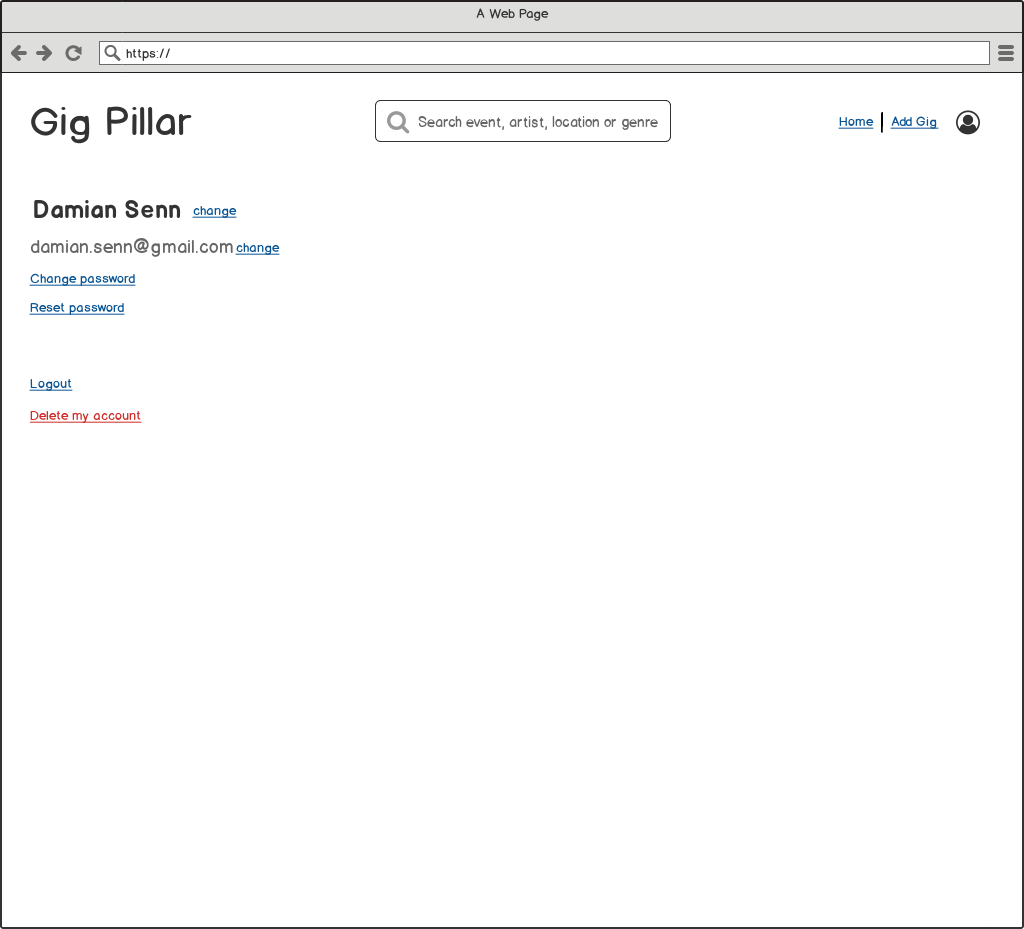 A Web Page
https://
Gig Pillar
Search event, artist, location or genre
Home
Add Gig
Damian Senn change
damian.senn@gmail.com change
Change password
Reset password
Logout
Delete my account